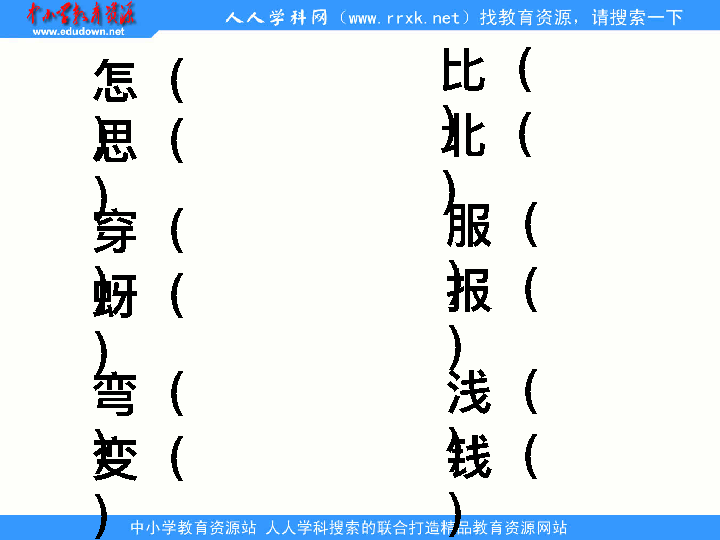 中小学教育资源
www.edudown.net
人人学科网（www.rrxk.net）找教育资源，请搜索一下
怎（
）
思（
）
穿（
）
蚜（
）
弯（
）
变（
）
比（
）
北（
）
服（
）
报（
）
浅（
）
钱（
）
中小学教育资源站 人人学科搜索的联合打造精品教育资源网站